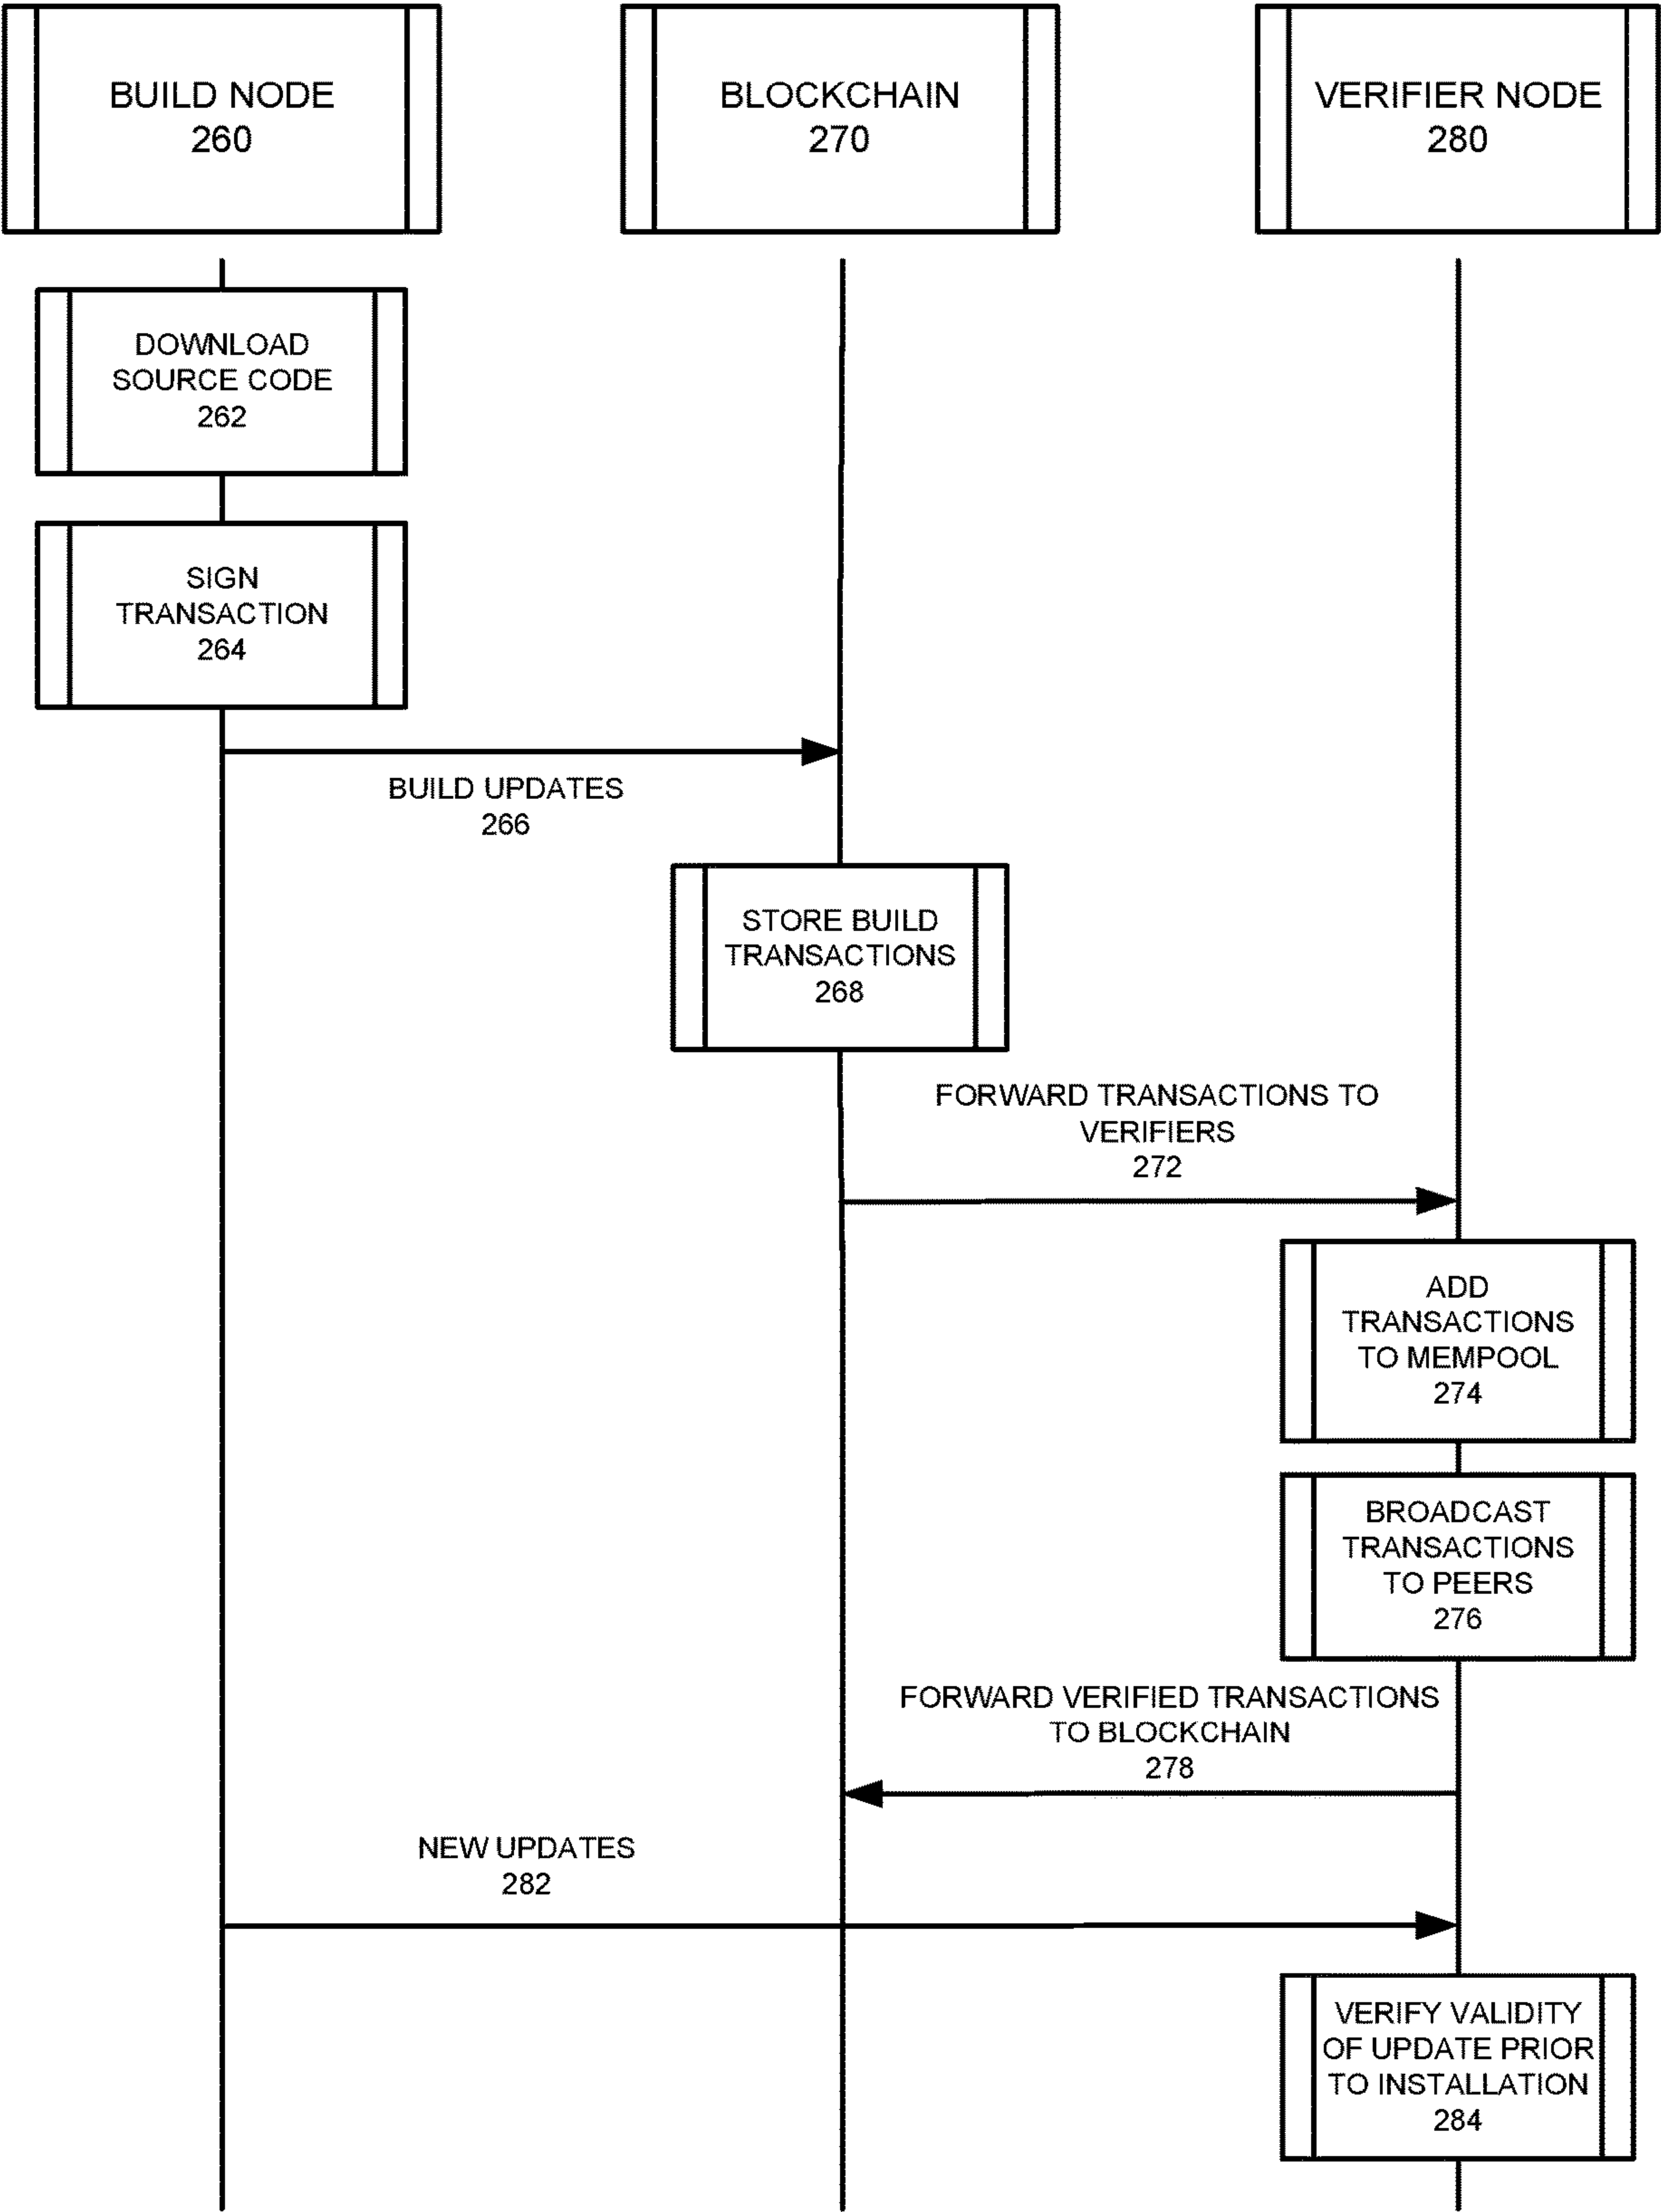 BUILD NODE
260
BLOCKCHAIN
270
VERIFIER NODE
280
DOWNLOAD
SOURCE CODE
262
SIGN
TRANSACTION
264
BUILD UPDATES
266
STORE BUILD
TRANSACTIONS
268
FORWARD TRANSACTIONS TO
VERIFIERS
272
ADD
TRANSACTIONS
TO MEMPOOL
274
BROADCAST
TRANSACTIONS
TO PEERS
276
FORWARD VERIFIED TRANSACTIONS
TO BLOCKCHAIN
278
NEW UPDATES
282
VERIFY VALIDITY
OF UPDATE PRIOR
TO INSTALLATION
284